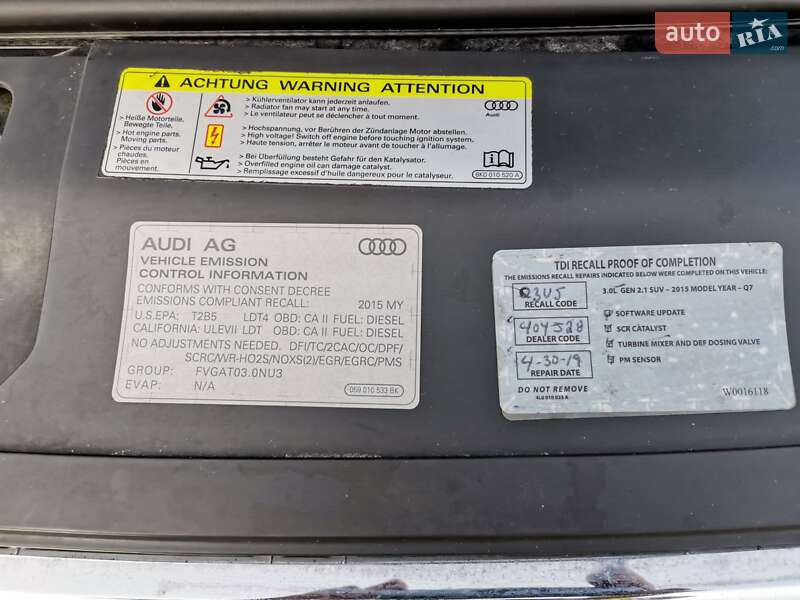 auto RIA .com
ACHTUNG WARNING ATTENTION
> Heiße Motorteile.
Bewegte Teile.
> Hot engine parts.
Moving parts.
> Pièces du moteur
chaudes.
Pièces en
mouvement.
> Kühlerventilator kann jederzeit anlaufen.
> Radiator fan may start at any time.
> Le ventilateur peut se déclencher à tout moment.
> Hochspannung, vor Berühren der Zündanlage Motor abstellen.
> High voltage! Switch off engine before touching ignition system.
> Haute tension, arrêter le moteur avant de toucher à l'allumage.
> Bei Überfüllung besteht Gefahr für den Katalysator.
> Overfilled engine oil can damage catalyst.
> Remplissage excessif d'huile dangereux pour le catalyseur.
Audi
8K0 010 520 A
AUDI AG
VEHICLE EMISSION
CONTROL INFORMATION
CONFORMS WITH CONSENT DECREE
EMISSIONS COMPLIANT RECALL: 2015 MY
U.S.EPA: T2B5 LDT4 OBD: CA II FUEL: DIESEL
CALIFORNIA: ULEVII LDT OBD: CA II FUEL: DIESEL
NO ADJUSTMENTS NEEDED. DFI/TC/2CAC/OC/DPF/
SCRC/WR-HO2S/NOXS(2)/EGR/EGRC/PMS
GROUP: FVGAT03.0NU3
EVAP: N/A
059 010 533 BK
TDI RECALL PROOF OF COMPLETION
THE EMISSIONS RECALL REPAIRS INDICATED BELOW WERE COMPLETED ON THIS VEHICLE:
23U5
RECALL CODE
404528
DEALER CODE
4-30-19
REPAIR DATE
DO NOT REMOVE
4L0 010 023 A
3.0L GEN 2.1 SUV – 2015 MODEL YEAR – Q7
SOFTWARE UPDATE
SCR CATALYST
TURBINE MIXER AND DEF DOSING VALVE
PM SENSOR
W0016118